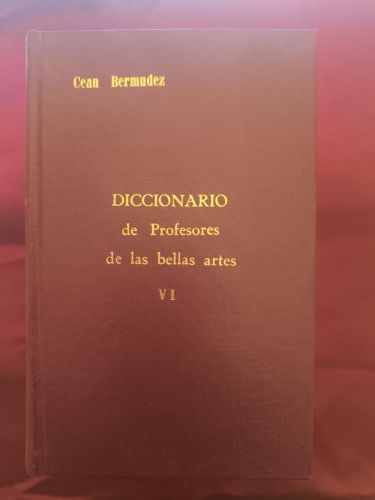 Cean Bermudez
DICCIONARIO
de Profesores
de las bellas artes
VI